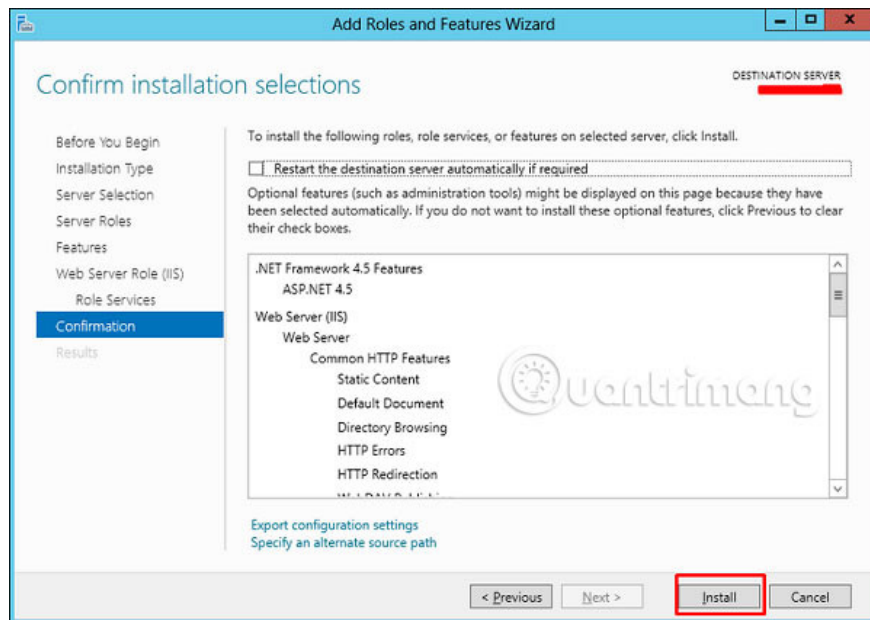 Add Roles and Features Wizard
Confirm installation selections
DESTINATION SERVER
Before You Begin
Installation Type
Server Selection
Server Roles
Features
Web Server Role (IIS)
Role Services
Confirmation
Results
To install the following roles, role services, or features on selected server, click Install.
Restart the destination server automatically if required
Optional features (such as administration tools) might be displayed on this page because they have
been selected automatically. If you do not want to install these optional features, click Previous to clear
their check boxes.
.NET Framework 4.5 Features
ASP.NET 4.5
Web Server (IIS)
Web Server
Common HTTP Features
Static Content
Default Document
Directory Browsing
HTTP Errors
HTTP Redirection
Quantrimang
Export configuration settings
Specify an alternate source path
< Previous
Next >
Install
Cancel